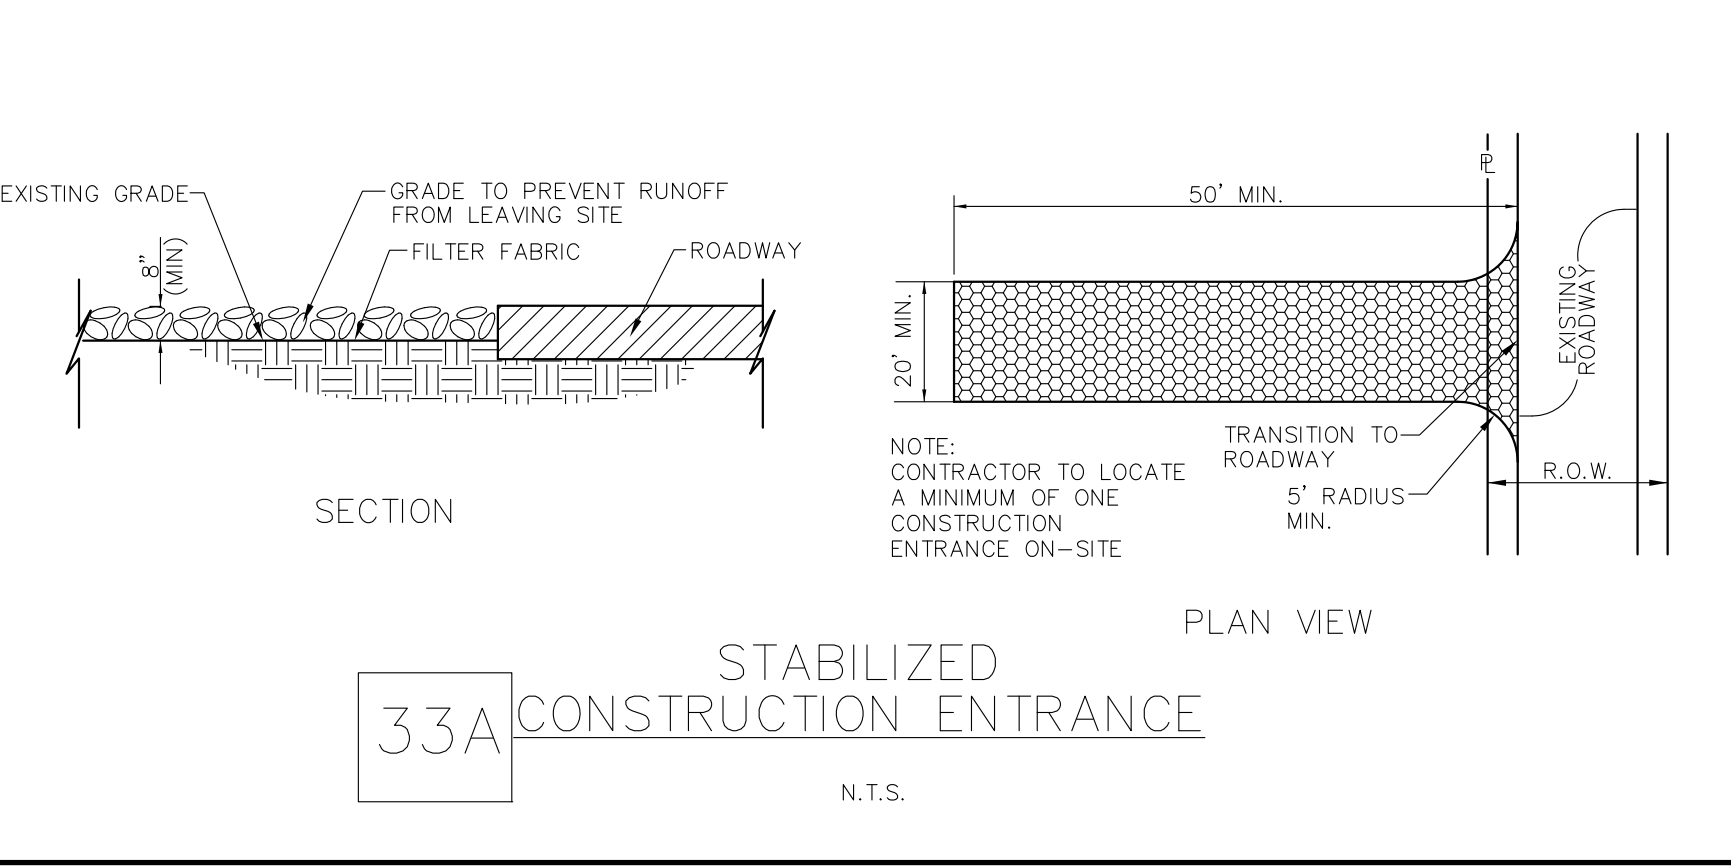 EXISTING GRADE
GRADE TO PREVENT RUNOFF
FROM LEAVING SITE
FILTER FABRIC
ROADWAY
8"
(MIN)
SECTION
PL
50' MIN.
20' MIN.
EXISTING
ROADWAY
NOTE:
CONTRACTOR TO LOCATE
A MINIMUM OF ONE
CONSTRUCTION
ENTRANCE ON-SITE
TRANSITION TO
ROADWAY
5' RADIUS
MIN.
R.O.W.
PLAN VIEW
33A
STABILIZED
CONSTRUCTION ENTRANCE
N.T.S.